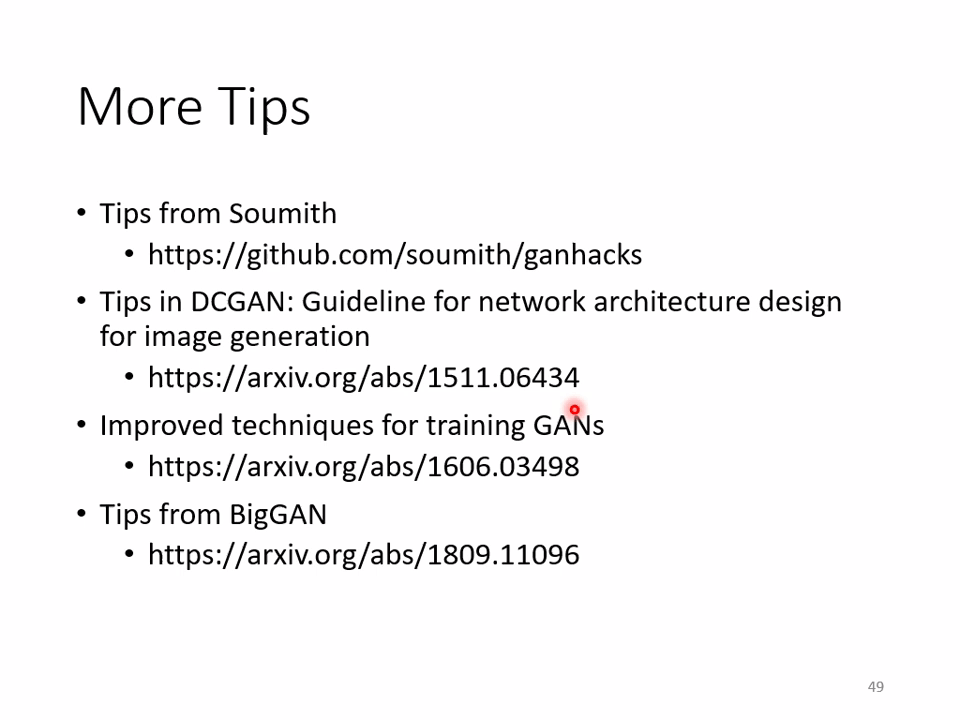 More Tips
• Tips from Soumith
• https://github.com/soumith/ganhacks
• Tips in DCGAN: Guideline for network architecture design
for image generation
• https://arxiv.org/abs/1511.06434
• Improved techniques for training GANs
• https://arxiv.org/abs/1606.03498
• Tips from BigGAN
• https://arxiv.org/abs/1809.11096
49